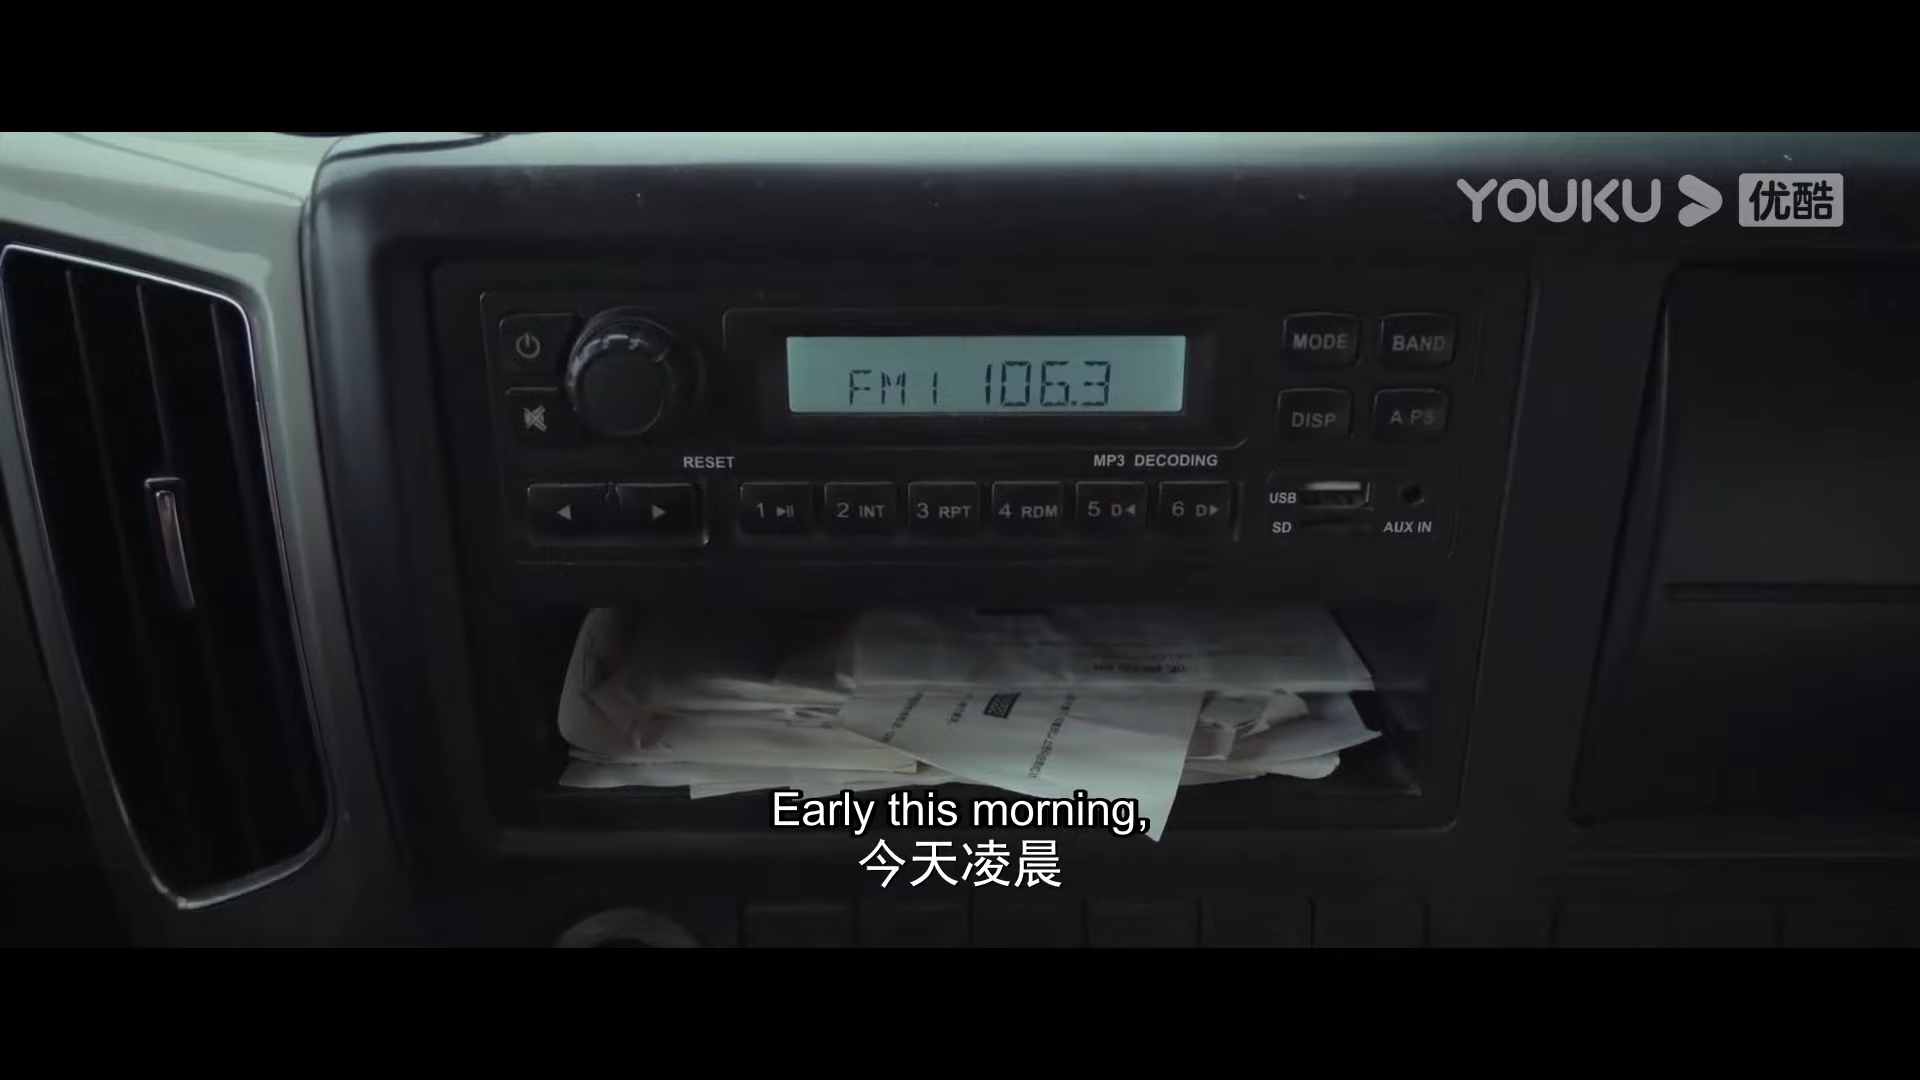 YOUKU 优酷
FM1 106.3
MODE BAND
DISP A.PS
RESET
MP3 DECODING
1 2 INT 3 RPT 4 RDM 5 D 6 D
USB
SD
AUX IN
Early this morning,
今天凌晨